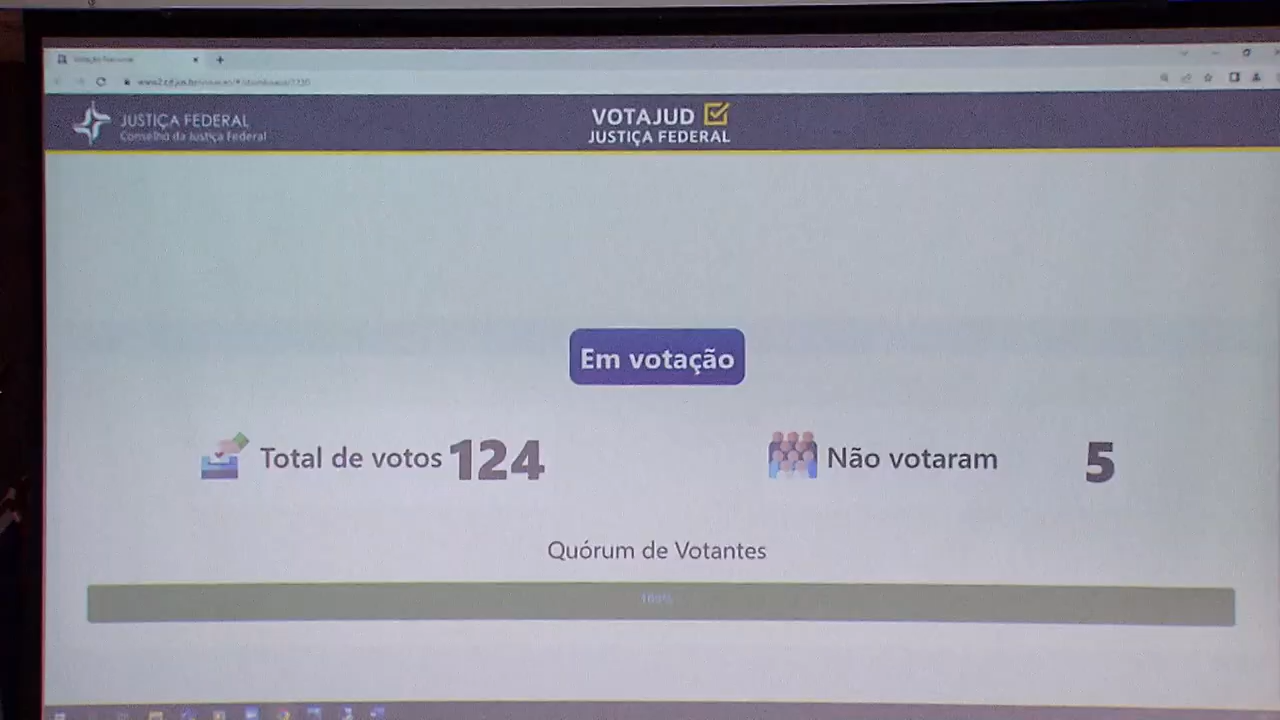 JUSTIÇA FEDERAL
Conselho da Justiça Federal
VOTAJUD
JUSTIÇA FEDERAL
Em votação
Total de votos 124
Não votaram 5
Quórum de Votantes